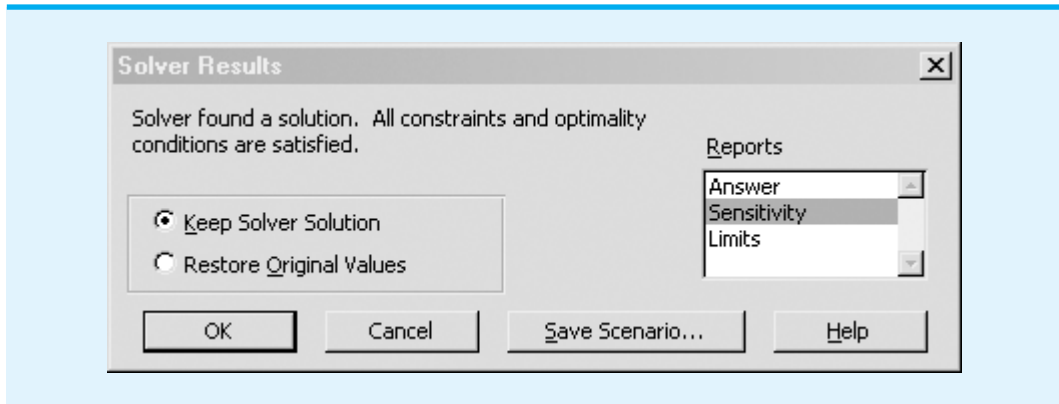 Solver Results
Solver found a solution. All constraints and optimality
conditions are satisfied.
Reports
Answer
Sensitivity
Limits
Keep Solver Solution
Restore Original Values
OK
Cancel
Save Scenario...
Help